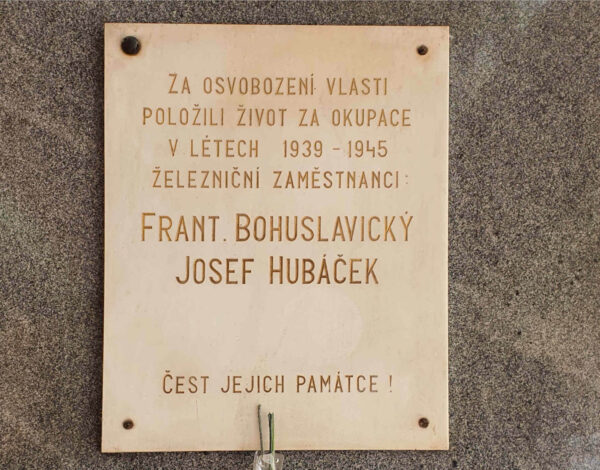 Za osvobození vlasti
položili život za okupace
v létech 1939 - 1945
železniční zaměstnanci:
Frant. Bohuslavický
Josef Hubáček
Čest jejich památce!